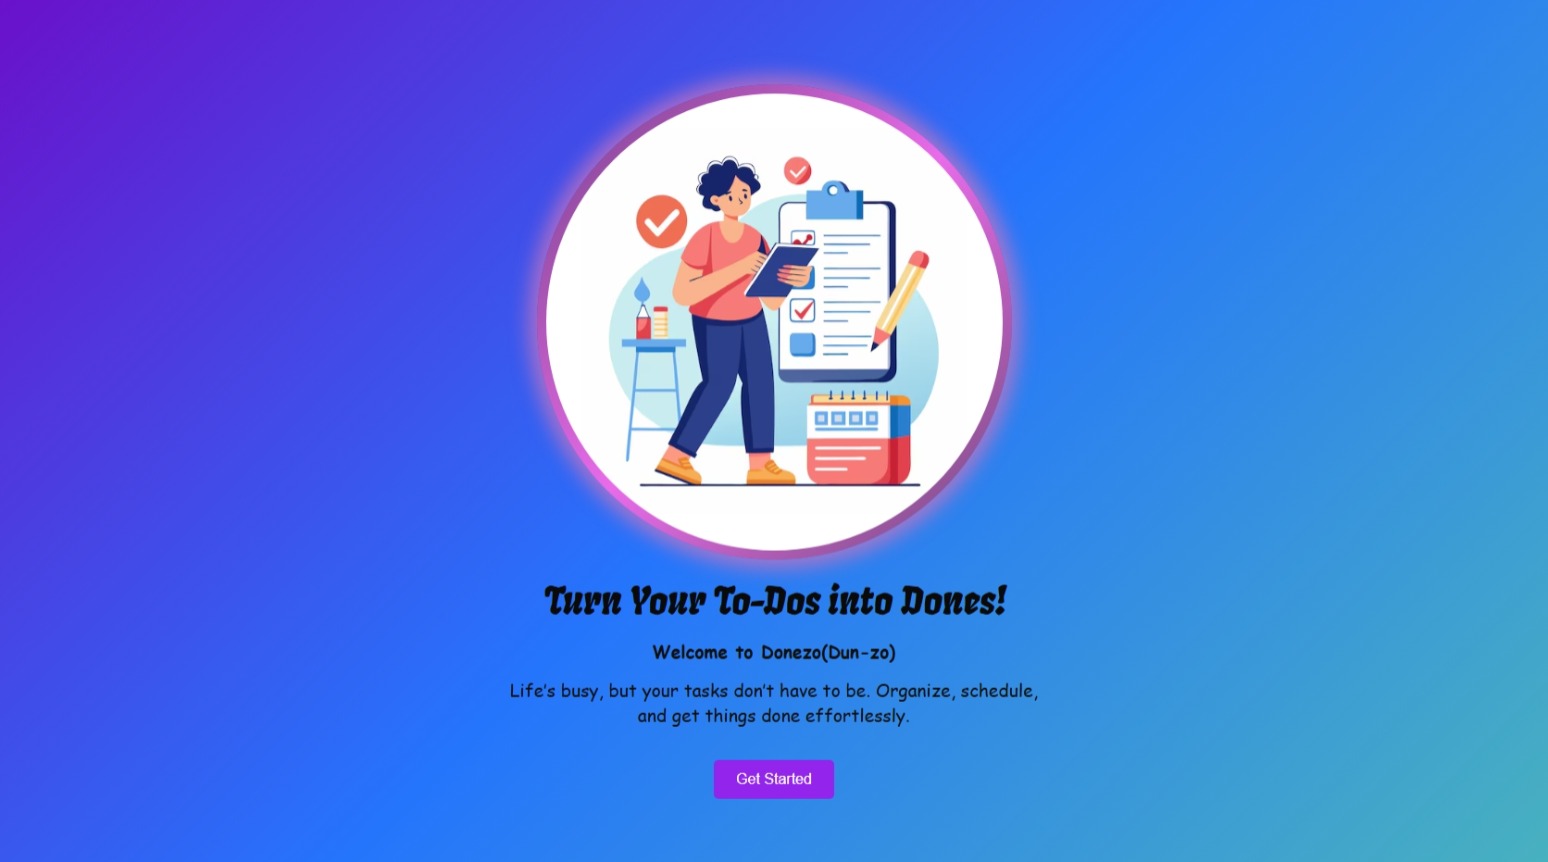 Turn Your To-Dos into Dones!
Welcome to Donezo(Dun-zo)
Life's busy, but your tasks don't have to be. Organize, schedule,
and get things done effortlessly.
Get Started